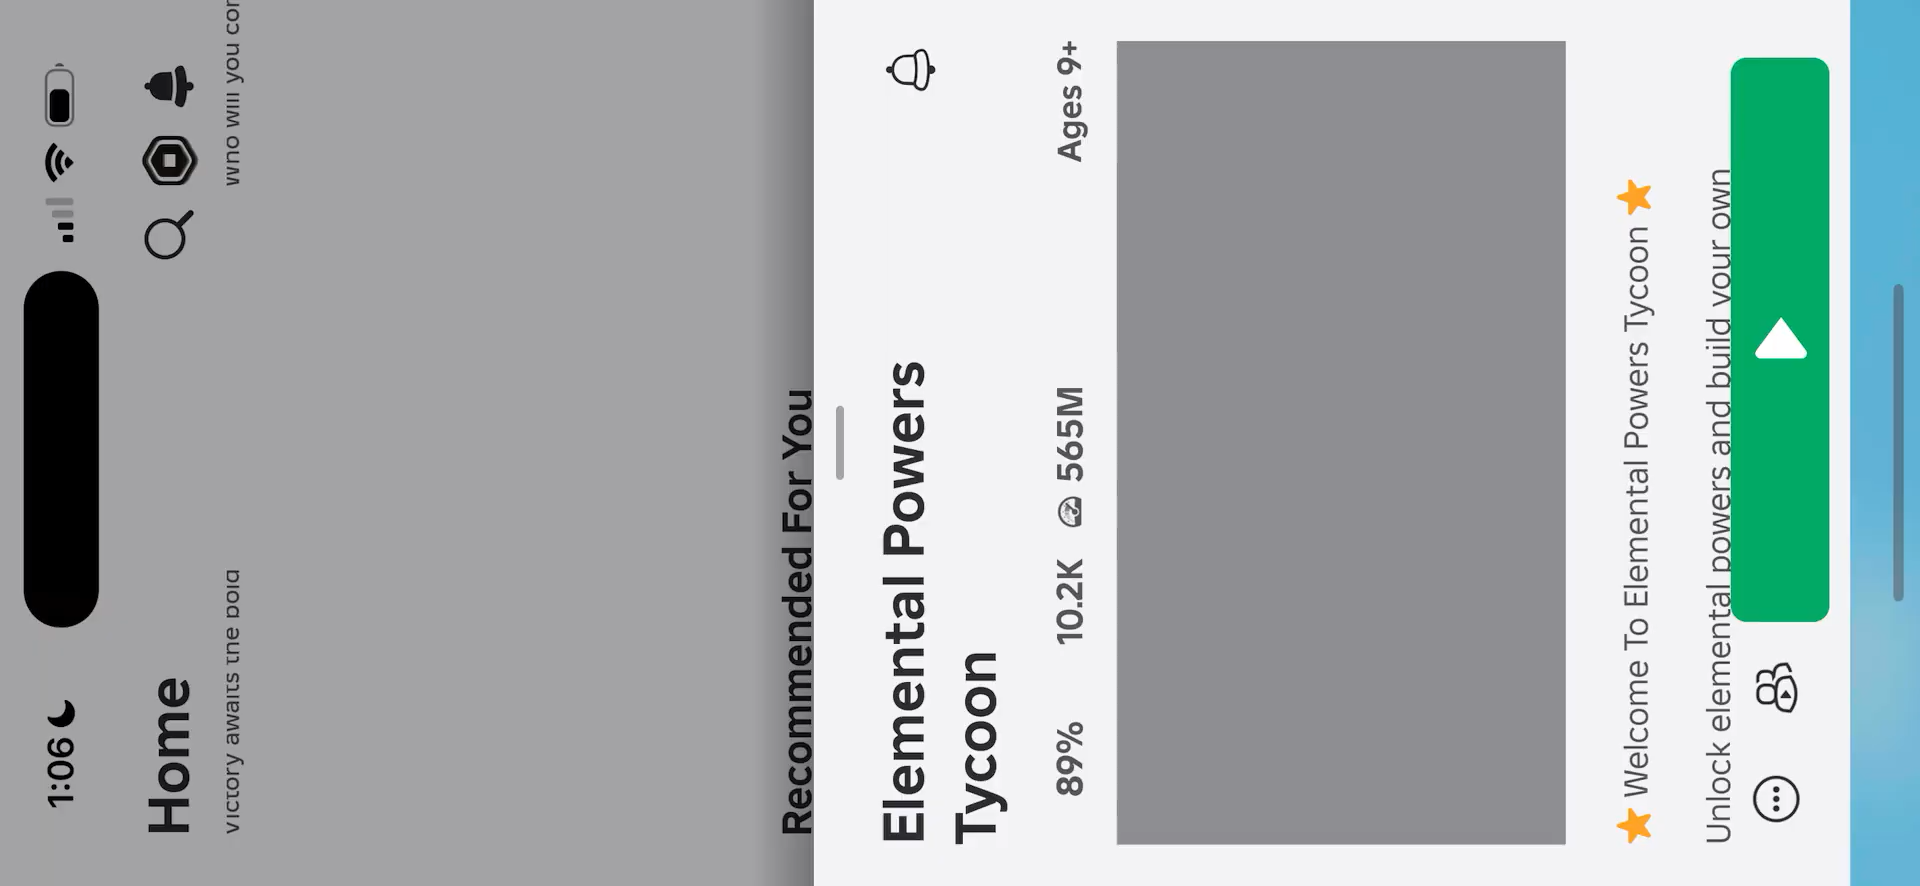 1:06
Home
victory awaits the bold
who will you cor
Recommended For You
Elemental Powers
Tycoon
89% 10.2K 565M Ages 9+
⭐ Welcome To Elemental Powers Tycoon ⭐
Unlock elemental powers and build your own